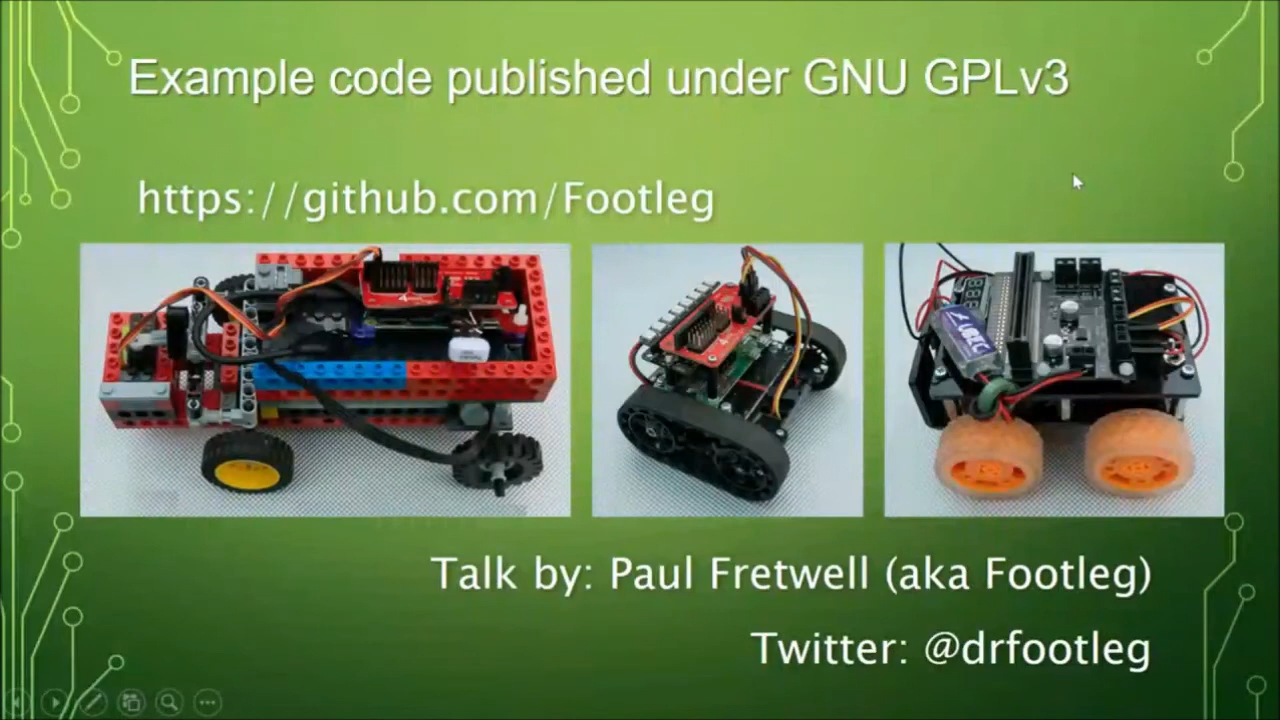 Example code published under GNU GPLv3
https://github.com/Footleg
Talk by: Paul Fretwell (aka Footleg)
Twitter: @drfootleg